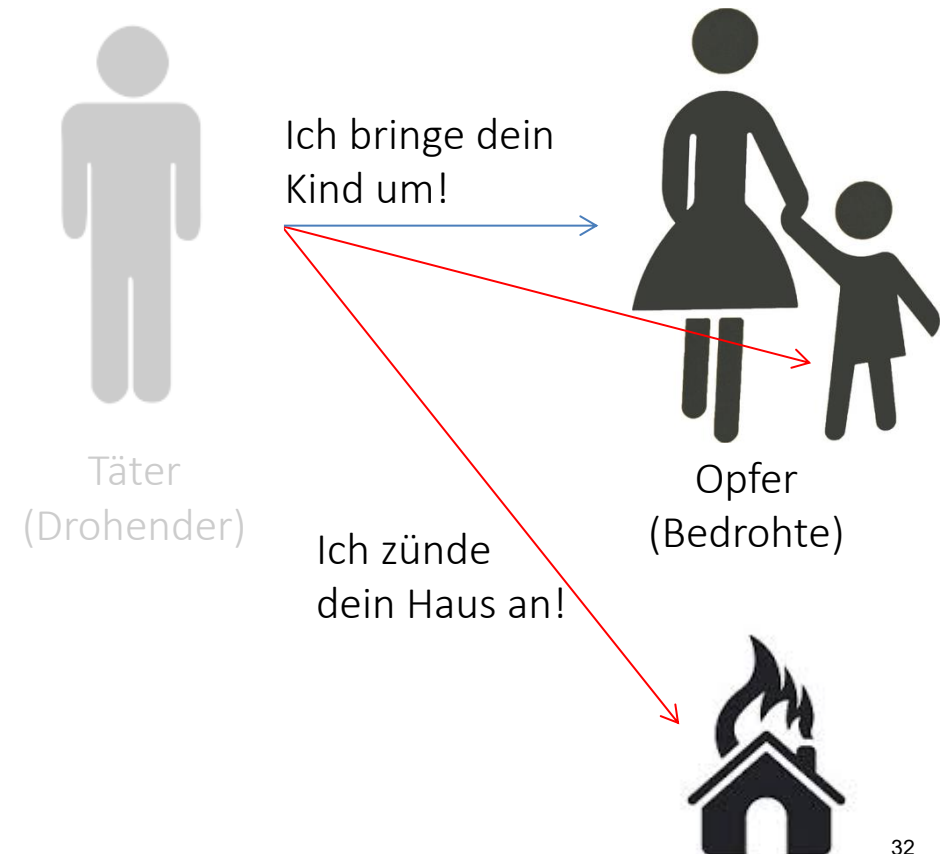 Ich bringe dein
Kind um!
Täter
(Drohender)
Opfer
(Bedrohte)
Ich zünde
dein Haus an!
32